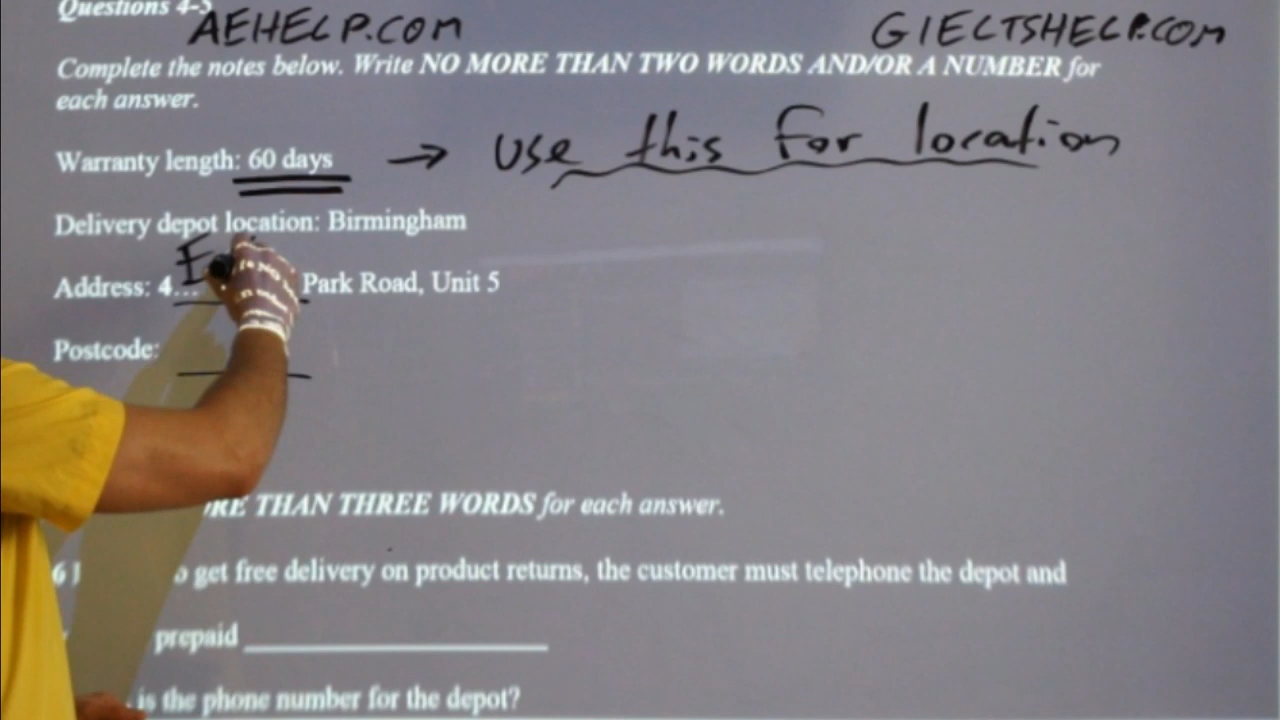 Questions 4-5
AEHELP.COM
GIELTSHELP.COM
Complete the notes below. Write NO MORE THAN TWO WORDS AND/OR A NUMBER for
each answer.
Warranty length: 60 days → use this for location
Delivery depot location: Birmingham
Address: 4... Park Road, Unit 5
Postcode:
THAN THREE WORDS for each answer.
6
get free delivery on product returns, the customer must telephone the depot and
prepaid
is the phone number for the depot?